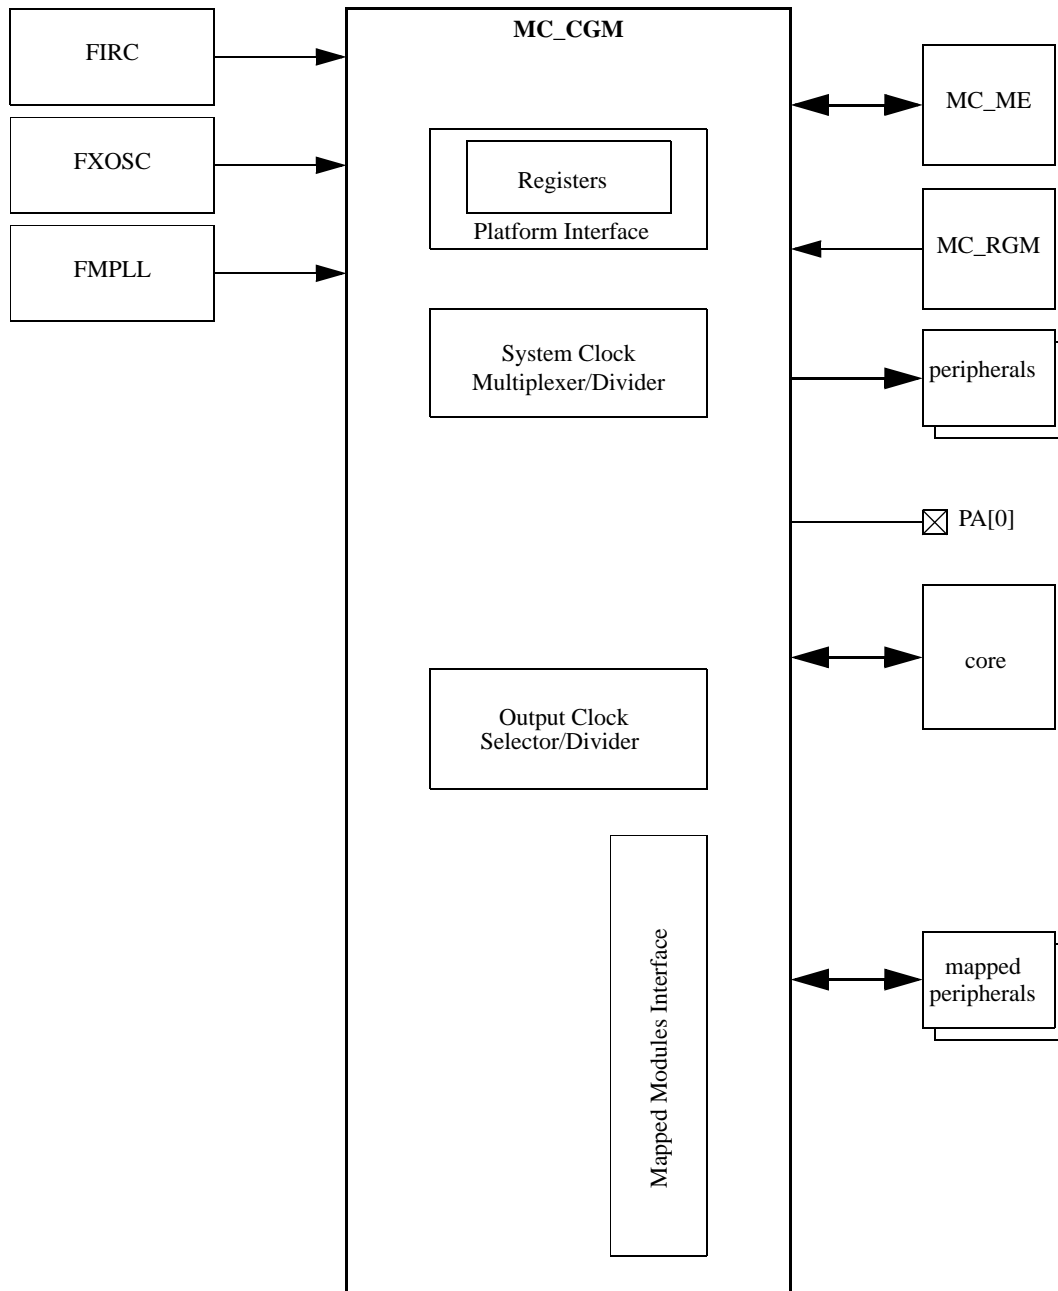 FIRC
FXOSC
FMPLL
MC_CGM
Registers
Platform Interface
System Clock
Multiplexer/Divider
Output Clock
Selector/Divider
Mapped Modules Interface
MC_ME
MC_RGM
peripherals
PA[0]
core
mapped
peripherals